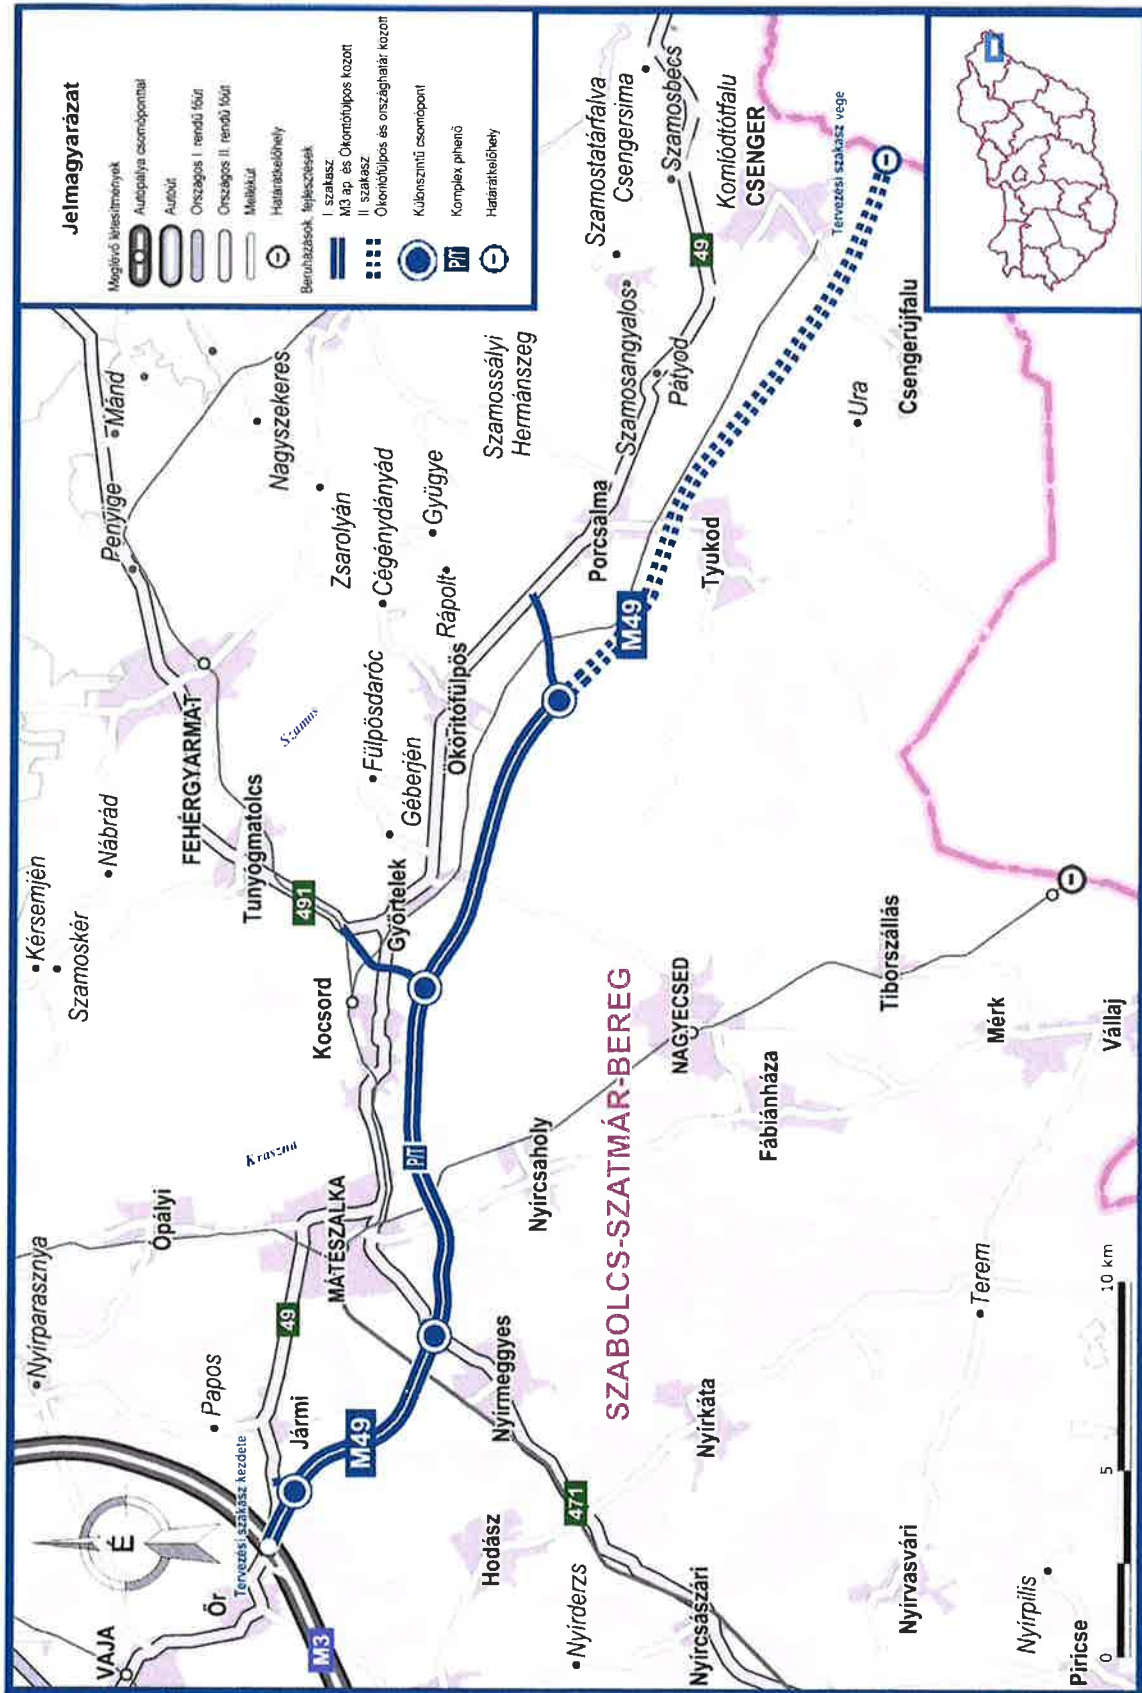 Jelmagyarázat
Meglévő létesítmények
Autópálya csomóponttal
Autóút
Országos I. rendű főút
Országos II. rendű főút
Mellékút
Határátkelőhely
Beruházások, fejlesztések
I. szakasz
M3 ap. és Ököritófülpös között
II. szakasz
Ököritófülpös és országhatár között
Különszintű csomópont
P/T
Komplex pihenő
Határátkelőhely
É
VAJA
Őr
M3
Tervezési szakasz kezdete
Papos
Nyírparasznya
Jármi
49
M49
Ópályi
MÁTÉSZALKA
Kraszna
P/T
Nyírmeggyes
Hodász
471
Nyírderzs
Nyírcsászári
Nyírkáta
Nyírvasvári
Nyírpilis
Piricse
Terem
Nyírcsaholy
SZABOLCS-SZATMÁR-BEREG
Fábiánháza
NAGYECSED
Mérk
Vállaj
Tiborszállás
Kocsord
Győrtelek
491
Tunyogmatolcs
Szamoskér
Kérsemjén
Nábrád
FEHÉRGYARMAT
Szamos
Géberjén
Fülpösdaróc
Ököritófülpös
Rápolt
Cégénydányád
Gyügye
Zsarolyán
Penyige
Mánd
Nagyszekeres
Szamossályi
Hermánszeg
M49
Porcsalma
Tyukod
Szamosangyalos
Pátyod
Ura
Csengerújfalu
49
Szamostatárfalva
Csengersima
Szamosbecs
Komlódtótfalu
CSENGER
Tervezési szakasz vége
0 5 10 km